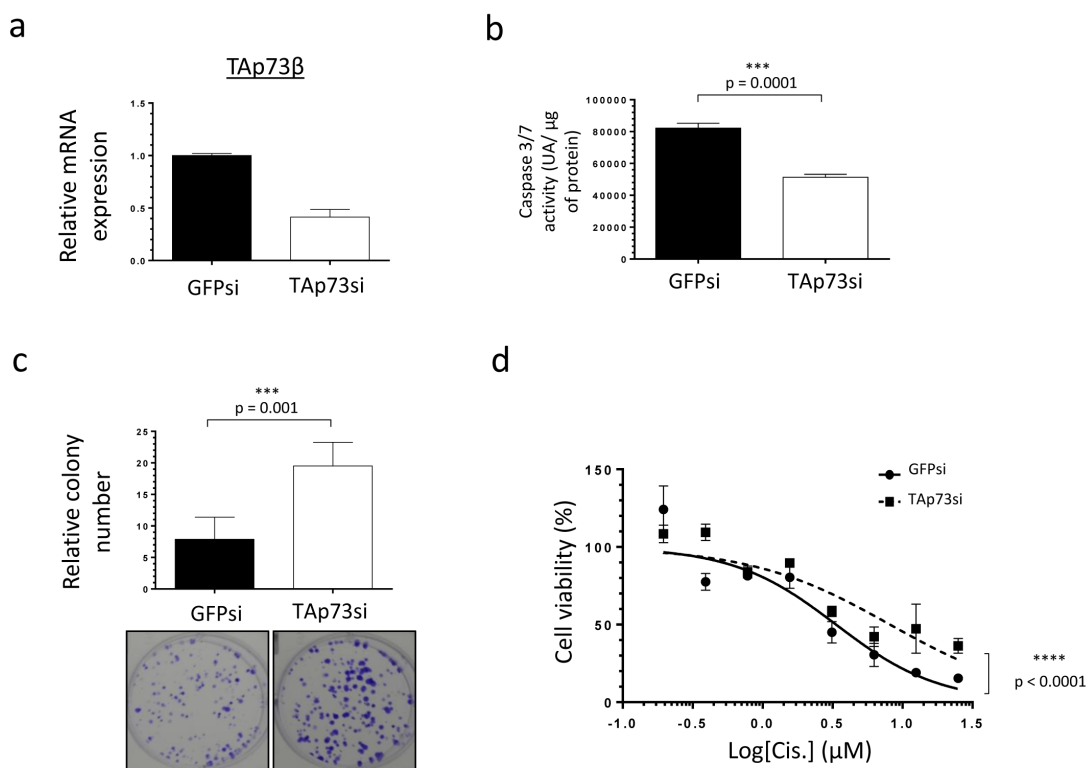 a
TAp73β
Relative mRNA
expression
1.5
1.0
0.5
0.0
GFPsi
TAp73si
b
***
p = 0.0001
Caspase 3/7
activity (UA/ µg
of protein)
100000
80000
60000
40000
20000
0
GFPsi
TAp73si
c
***
p = 0.001
Relative colony
number
25
20
15
10
5
0
GFPsi
TAp73si
d
Cell viability (%)
150
100
50
0
-1.0 -0.5 0.0 0.5 1.0 1.5
Log[Cis.] (µM)
GFPsi
TAp73si
****
p < 0.0001